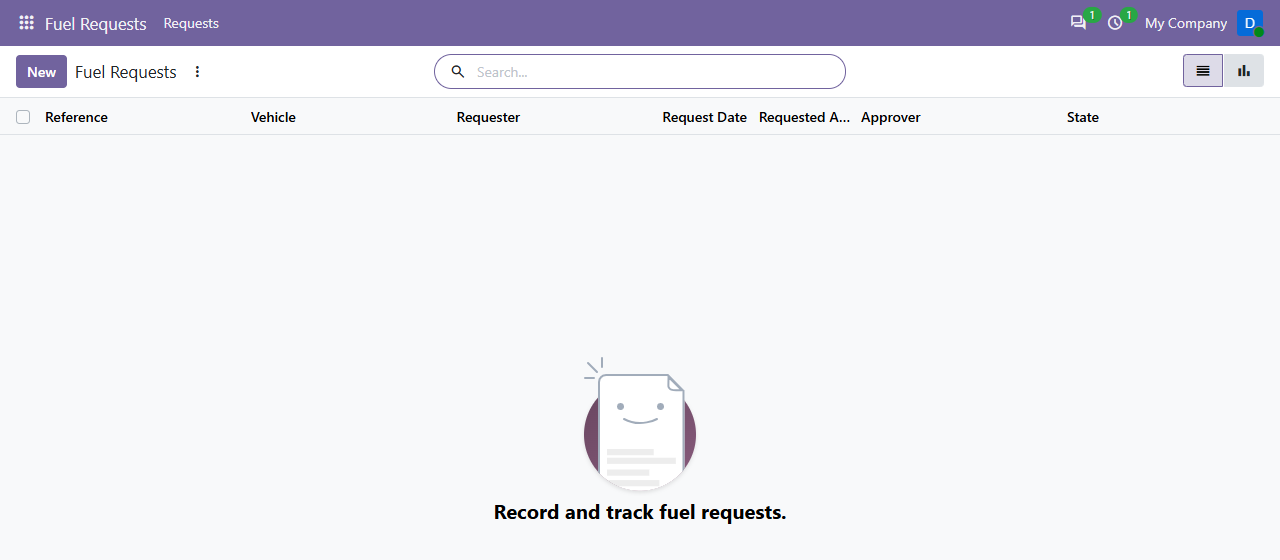 Fuel Requests Requests 1 1 My Company D
New Fuel Requests Search...
Reference Vehicle Requester Request Date Requested A... Approver State
Record and track fuel requests.